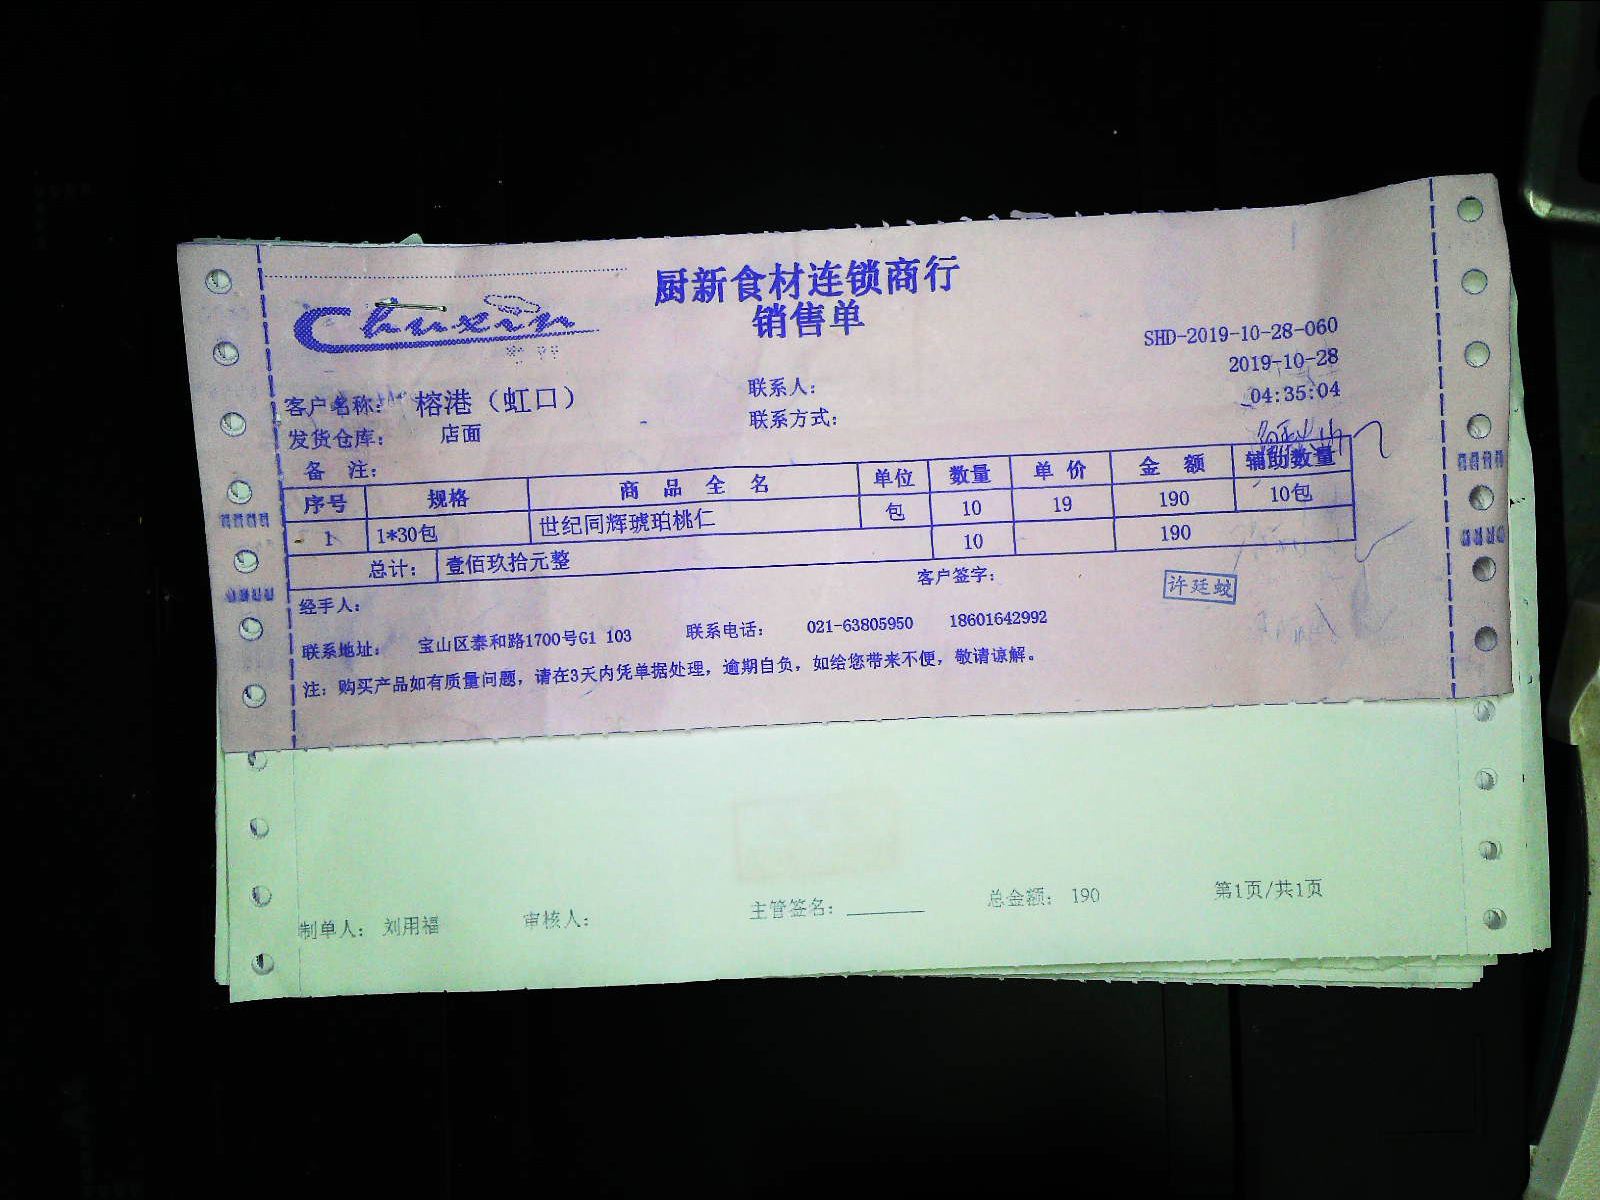 厨新食材连锁商行
Chuxin
销售单
SHD-2019-10-28-060
2019-10-28
04:35:04
客户名称： 榕港（虹口） 联系人：
发货仓库： 店面 联系方式：
备 注：
序号 规格 商 品 全 名 单位 数量 单 价 金 额 辅助数量
1 1*30包 世纪同辉琥珀桃仁 包 10 19 190 10包
总计： 壹佰玖拾元整 10 190
经手人： 客户签字： 许廷蛟
联系地址： 宝山区泰和路1700号G1 103 联系电话： 021-63805950 18601642992
注：购买产品如有质量问题，请在3天内凭单据处理，逾期自负，如给您带来不便，敬请谅解。
制单人： 刘用福 审核人： 主管签名：________ 总金额： 190 第1页/共1页